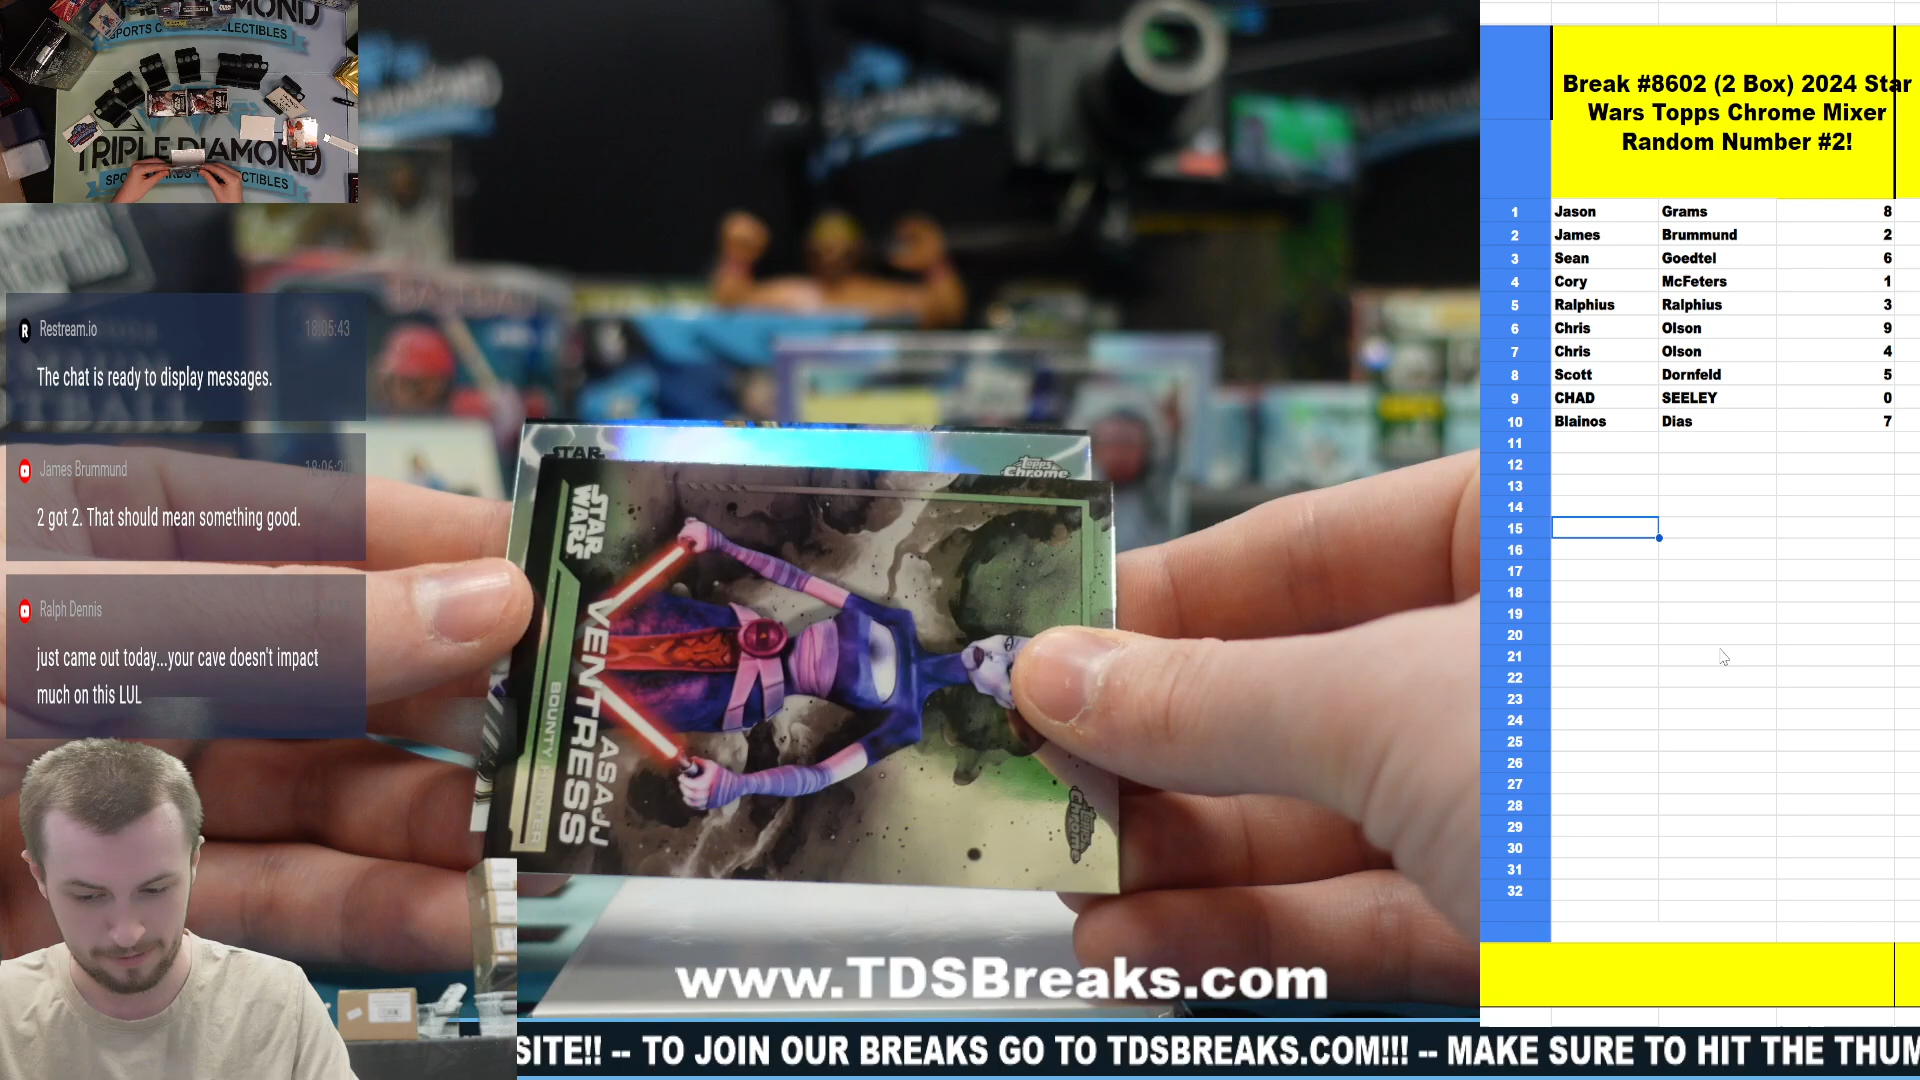 SPORTS CARDS COLLECTIBLES
TRIPLE DIAMOND
COLLECTIBLES
Restream.io 18:05:43
The chat is ready to display messages.
James Brummund
2 got 2. That should mean something good.
Ralph Dennis
just came out today...your cave doesn't impact
much on this LUL
STAR
Topps
Chrome
STAR
WARS
ASAJJ
VENTRESS
BOUNTY HUNTER
Topps
Chrome
www.TDSBreaks.com
SITE!! -- TO JOIN OUR BREAKS GO TO TDSBREAKS.COM!!! -- MAKE SURE TO HIT THE THUM
Break #8602 (2 Box) 2024 Star
Wars Topps Chrome Mixer
Random Number #2!
1 Jason Grams 8
2 James Brummund 2
3 Sean Goedtel 6
4 Cory McFeters 1
5 Ralphius Ralphius 3
6 Chris Olson 9
7 Chris Olson 4
8 Scott Dornfeld 5
9 CHAD SEELEY 0
10 Blainos Dias 7
11
12
13
14
15
16
17
18
19
20
21
22
23
24
25
26
27
28
29
30
31
32